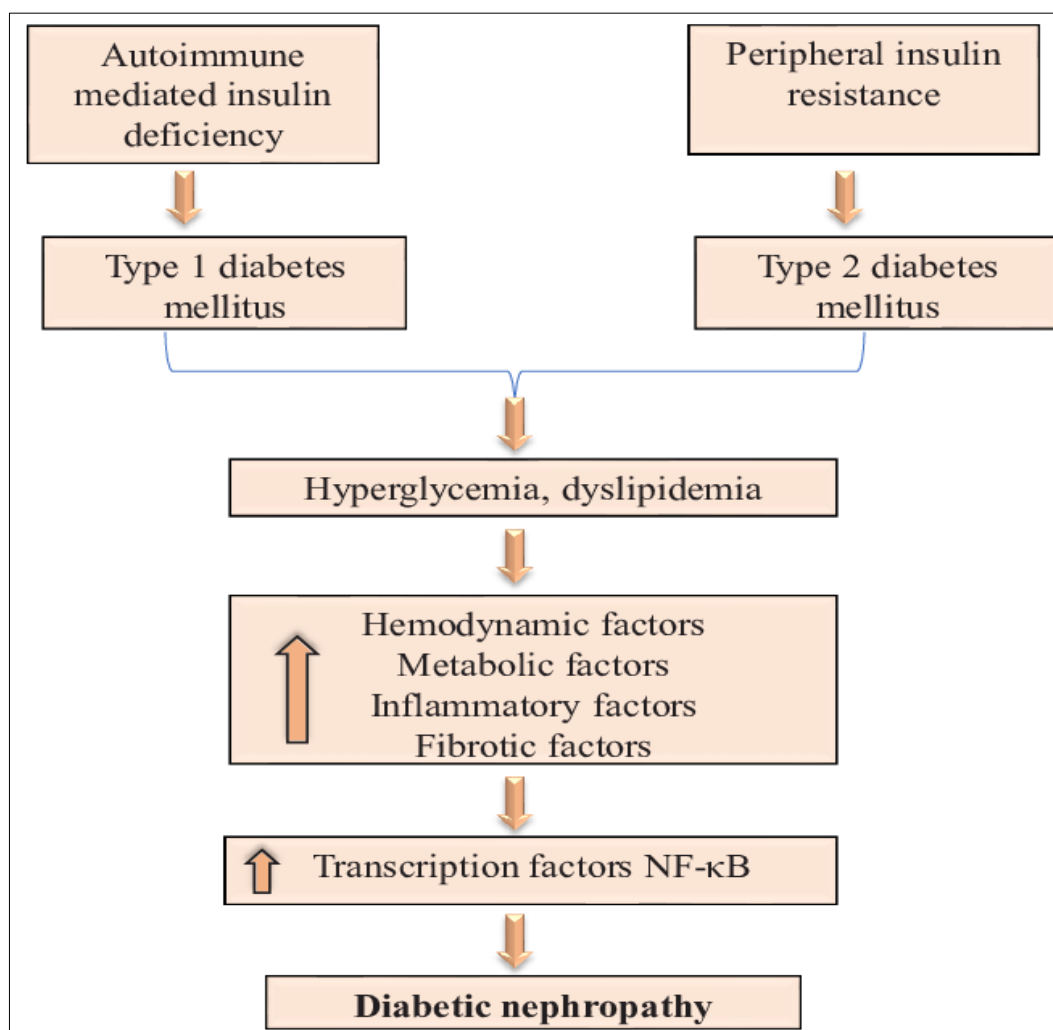 Autoimmune
mediated insulin
deficiency
Peripheral insulin
resistance
Type 1 diabetes
mellitus
Type 2 diabetes
mellitus
Hyperglycemia, dyslipidemia
Hemodynamic factors
Metabolic factors
Inflammatory factors
Fibrotic factors
Transcription factors NF-κB
Diabetic nephropathy